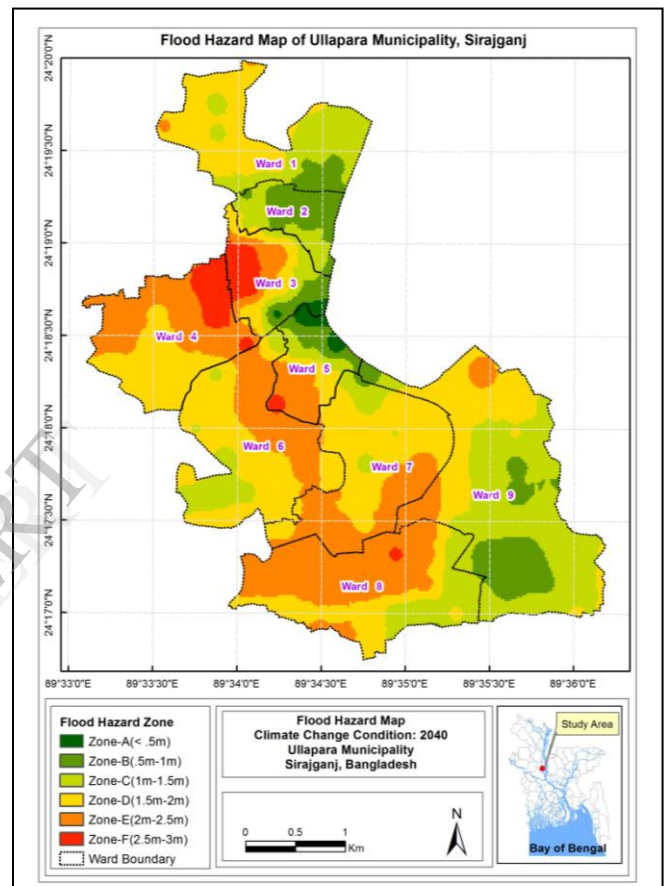 Flood Hazard Map of Ullapara Municipality, Sirajganj
24°20'0"N
24°19'30"N
24°19'0"N
24°18'30"N
24°18'0"N
24°17'30"N
24°17'0"N
Ward 1
Ward 2
Ward 3
Ward 4
Ward 5
Ward 6
Ward 7
Ward 9
Ward 8
89°33'0"E 89°33'30"E 89°34'0"E 89°34'30"E 89°35'0"E 89°35'30"E 89°36'0"E
Flood Hazard Zone
Zone-A(< .5m)
Zone-B(.5m-1m)
Zone-C(1m-1.5m)
Zone-D(1.5m-2m)
Zone-E(2m-2.5m)
Zone-F(2.5m-3m)
Ward Boundary
Flood Hazard Map
Climate Change Condition: 2040
Ullapara Municipality
Sirajganj, Bangladesh
0 0.5 1
Km
N
Study Area
Bay of Bengal
ERT